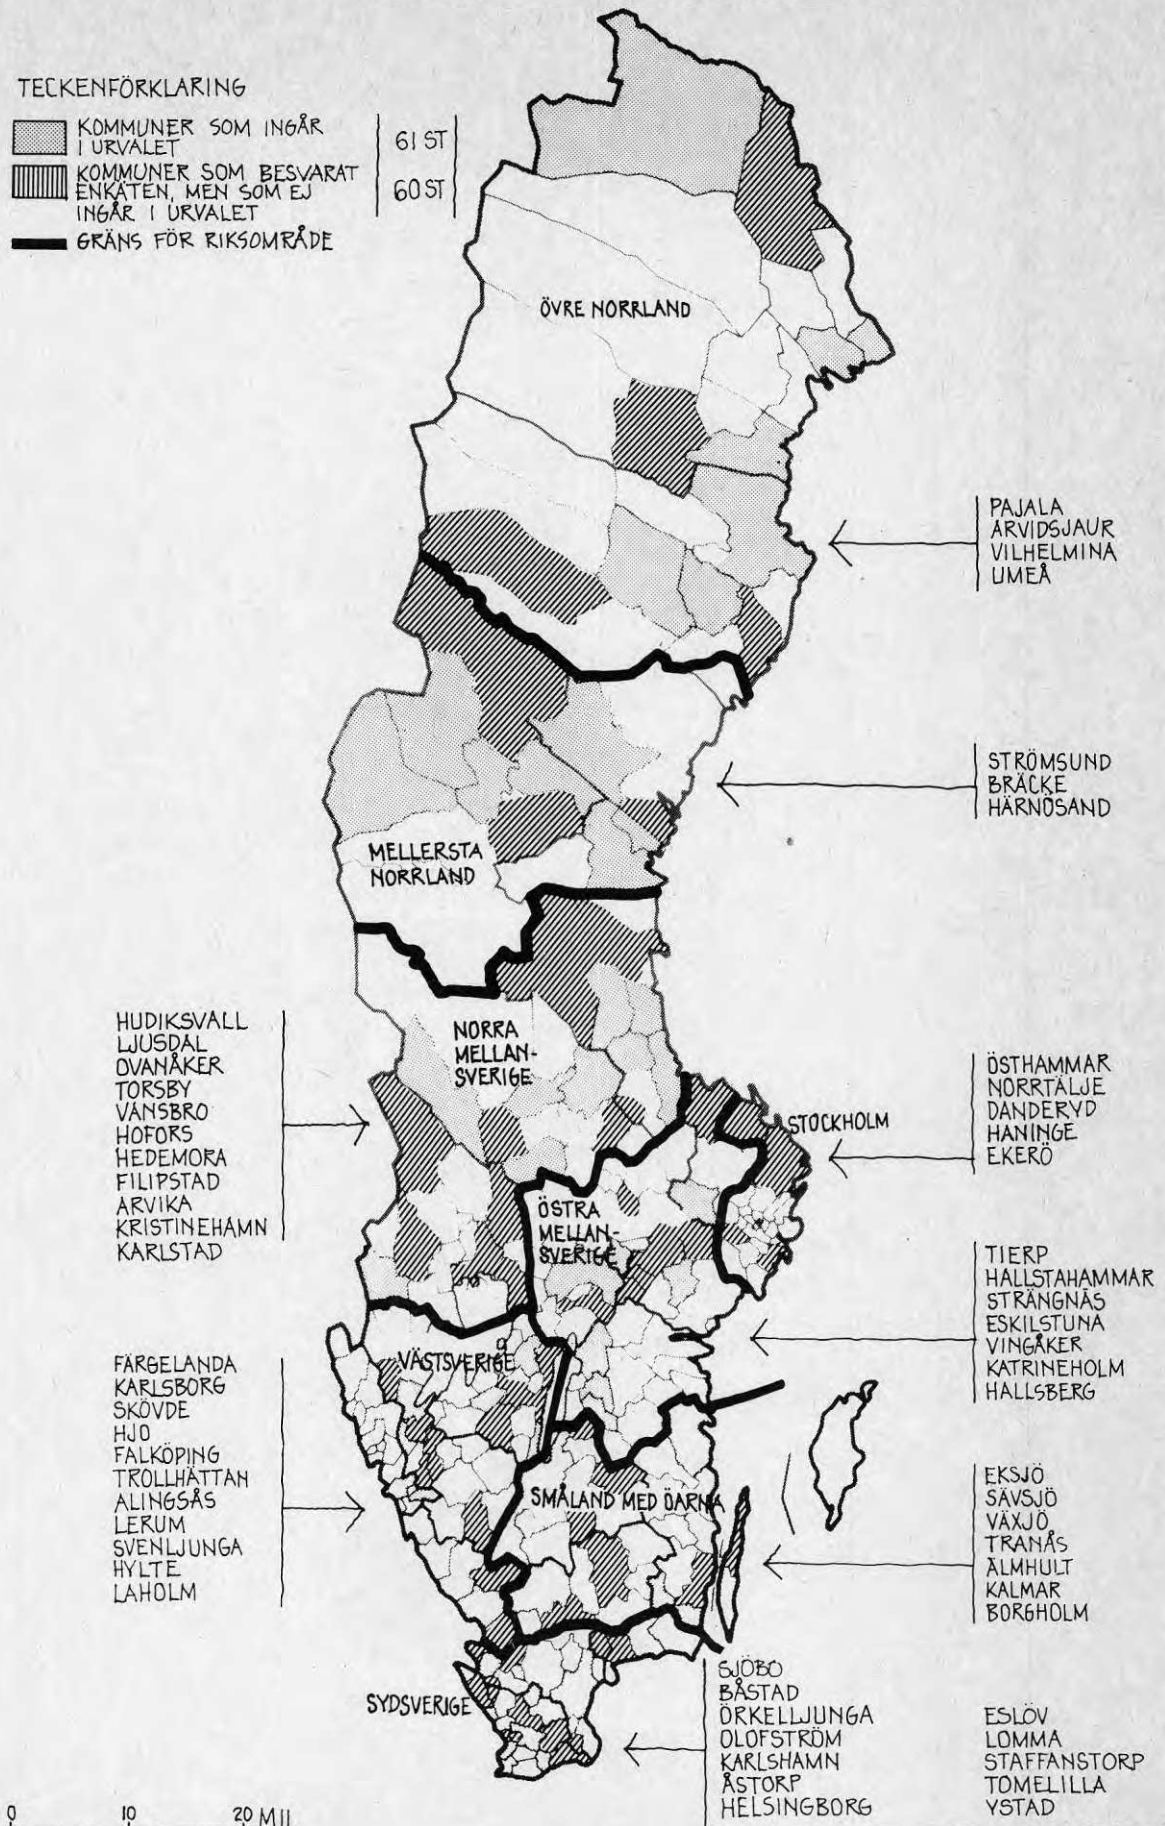 TECKENFÖRKLARING
KOMMUNER SOM INGÅR
I URVALET
61 ST
KOMMUNER SOM BESVARAT
ENKÄTEN, MEN SOM EJ
INGÅR I URVALET
60 ST
GRÄNS FÖR RIKSOMRÅDE
ÖVRE NORRLAND
PAJALA
ARVIDSJAUR
VILHELMINA
UMEÅ
STRÖMSUND
BRÄCKE
HÄRNÖSAND
MELLERSTA
NORRLAND
HUDIKSVALL
LJUSDAL
OVANÅKER
TORSBY
VANSBRO
HOFORS
HEDEMORA
FILIPSTAD
ARVIKA
KRISTINEHAMN
KARLSTAD
NORRA
MELLAN-
SVERIGE
STOCKHOLM
ÖSTHAMMAR
NORRTÄLJE
DANDERYD
HANINGE
EKERÖ
ÖSTRA
MELLAN-
SVERIGE
TIERP
HALLSTAHAMMAR
STRÄNGNÄS
ESKILSTUNA
VINGÅKER
KATRINEHOLM
HALLSBERG
VÄSTSVERIGE
FÄRGELANDA
KARLSBORG
SKÖVDE
HJO
FALKÖPING
TROLLHÄTTAN
ALINGSÅS
LERUM
SVENLJUNGA
HYLTE
LAHOLM
SMÅLAND MED ÖARNA
EKSJÖ
SÄVSJÖ
VÄXJÖ
TRANÅS
ÄLMHULT
KALMAR
BORGHOLM
SYDSVERIGE
SJÖBO
BÅSTAD
ÖRKELLJUNGA
OLOFSTRÖM
KARLSHAMN
ÅSTORP
HELSINGBORG
ESLÖV
LOMMA
STAFFANSTORP
TOMELILLA
YSTAD
0 10 20 MIL